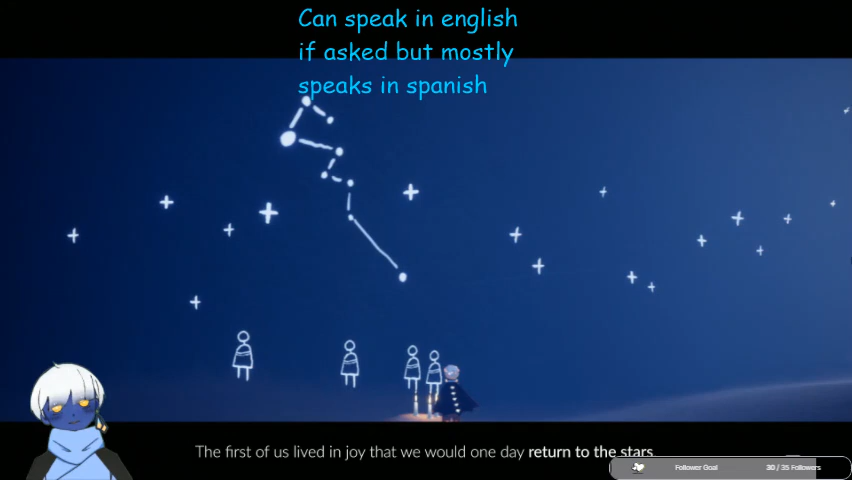 Can speak in english
if asked but mostly
speaks in spanish
The first of us lived in joy that we would one day return to the stars
Follower Goal
30 / 35 Followers